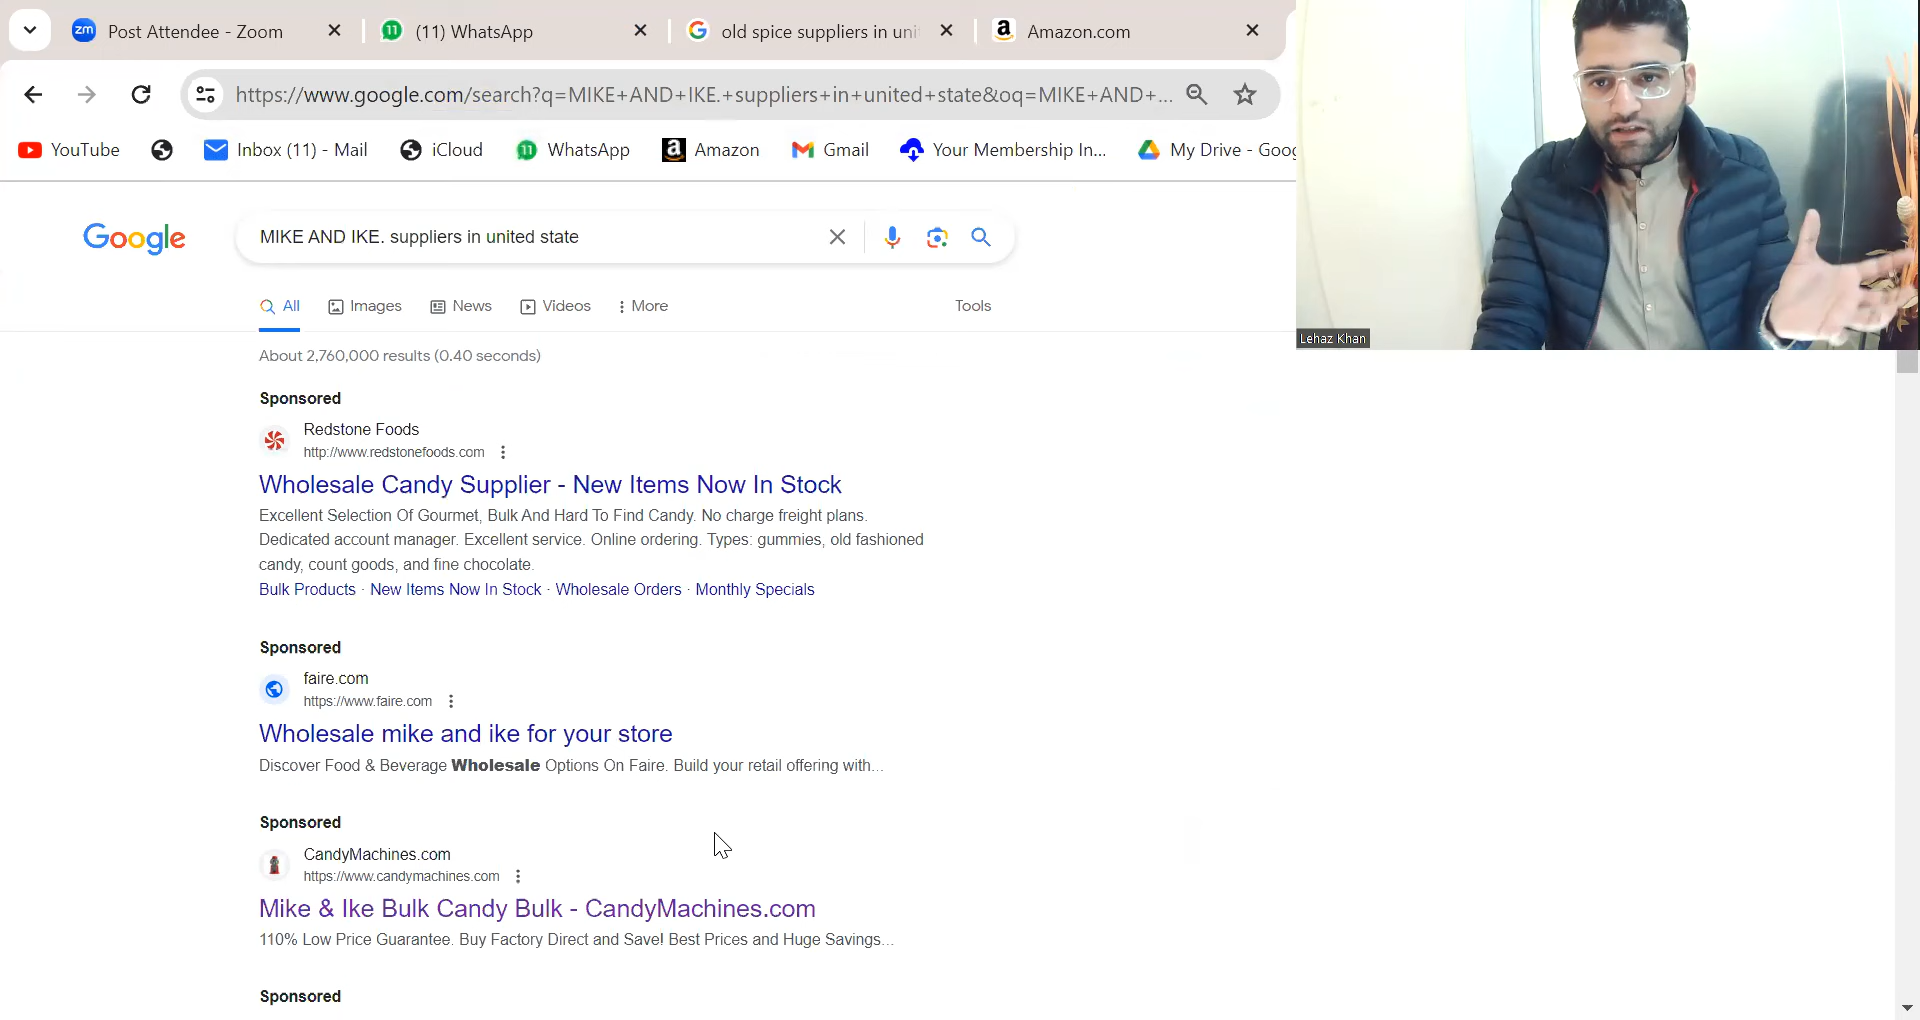 Post Attendee - Zoom
11 (11) WhatsApp
old spice suppliers in uni
Amazon.com
https://www.google.com/search?q=MIKE+AND+IKE.+suppliers+in+united+state&oq=MIKE+AND+...
YouTube
Inbox (11) - Mail
iCloud
11 WhatsApp
Amazon
Gmail
Your Membership In...
My Drive - Goog
Google
MIKE AND IKE. suppliers in united state
All
Images
News
Videos
More
Tools
Lehaz Khan
About 2,760,000 results (0.40 seconds)
Sponsored
Redstone Foods
http://www.redstonefoods.com
Wholesale Candy Supplier - New Items Now In Stock
Excellent Selection Of Gourmet, Bulk And Hard To Find Candy. No charge freight plans.
Dedicated account manager. Excellent service. Online ordering. Types: gummies, old fashioned
candy, count goods, and fine chocolate.
Bulk Products · New Items Now In Stock · Wholesale Orders · Monthly Specials
Sponsored
faire.com
https://www.faire.com
Wholesale mike and ike for your store
Discover Food & Beverage Wholesale Options On Faire. Build your retail offering with...
Sponsored
CandyMachines.com
https://www.candymachines.com
Mike & Ike Bulk Candy Bulk - CandyMachines.com
110% Low Price Guarantee. Buy Factory Direct and Save! Best Prices and Huge Savings...
Sponsored